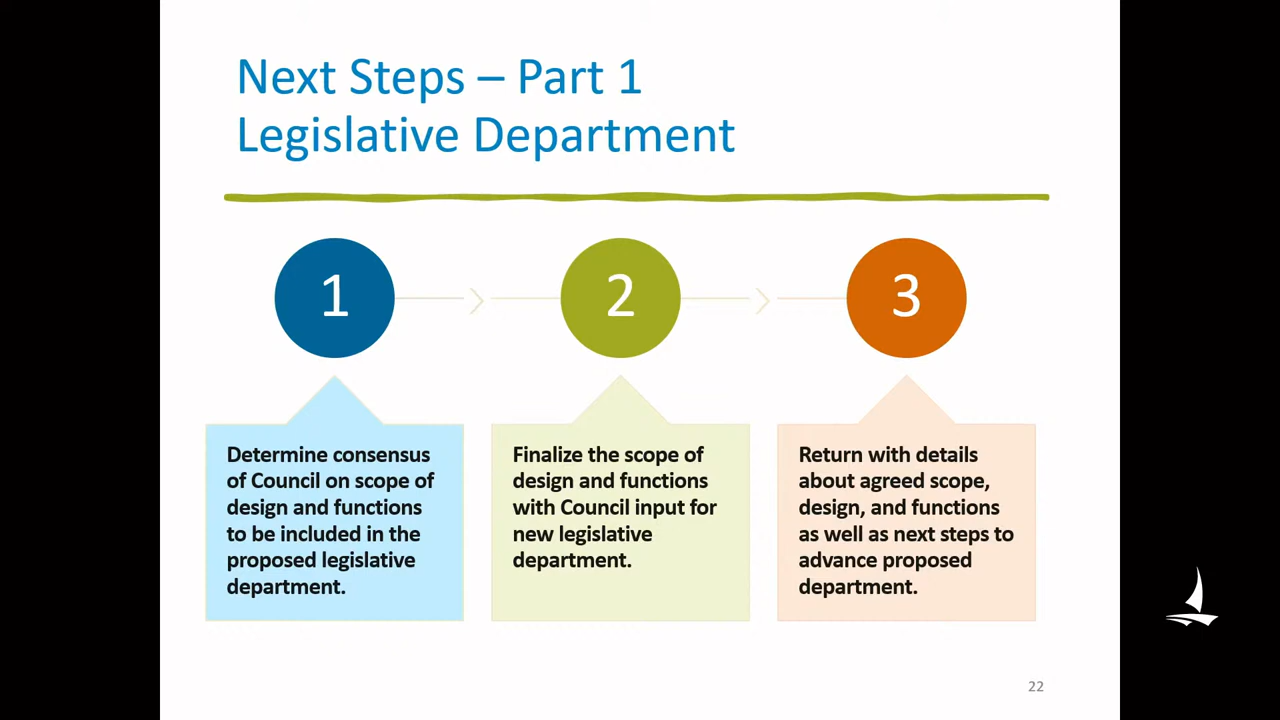 Next Steps – Part 1
Legislative Department
1
2
3
Determine consensus
of Council on scope of
design and functions
to be included in the
proposed legislative
department.
Finalize the scope of
design and functions
with Council input for
new legislative
department.
Return with details
about agreed scope,
design, and functions
as well as next steps to
advance proposed
department.
22